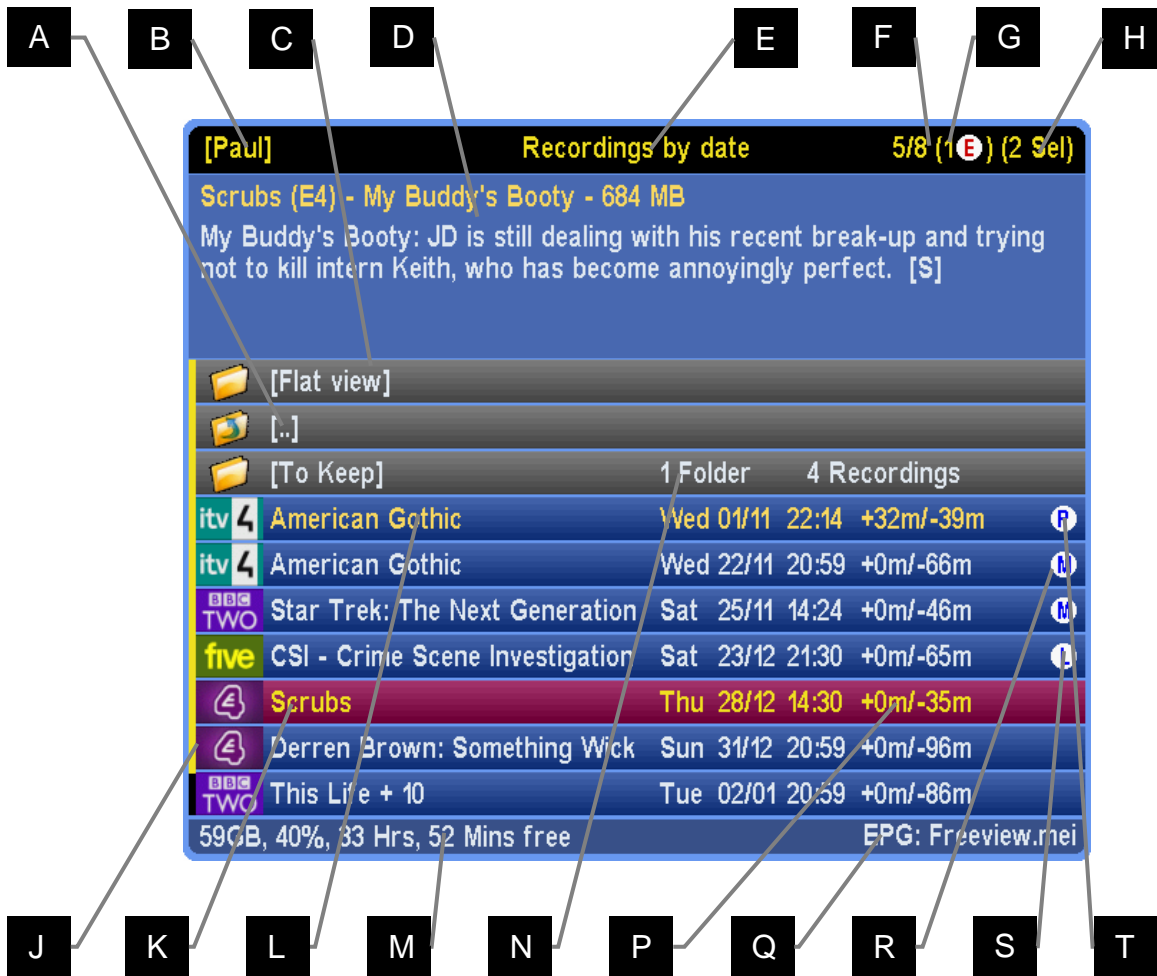 A B C D E F G H
[Paul] Recordings by date 5/8 (1 E ) (2 Sel)
Scrubs (E4) - My Buddy's Booty - 684 MB
My Buddy's Booty: JD is still dealing with his recent break-up and trying
not to kill intern Keith, who has become annoyingly perfect. [S]
[Flat view]
[..]
[To Keep] 1 Folder 4 Recordings
itv 4 American Gothic Wed 01/11 22:14 +32m/-39m P
itv 4 American Gothic Wed 22/11 20:59 +0m/-66m M
BBC TWO Star Trek: The Next Generation Sat 25/11 14:24 +0m/-46m M
five CSI - Crime Scene Investigation Sat 23/12 21:30 +0m/-65m L
4 Scrubs Thu 28/12 14:30 +0m/-35m
4 Derren Brown: Something Wick Sun 31/12 20:59 +0m/-96m
BBC TWO This Life + 10 Tue 02/01 20:59 +0m/-86m
59GB, 40%, 33 Hrs, 52 Mins free EPG: Freeview.mei
J K L M N P Q R S T